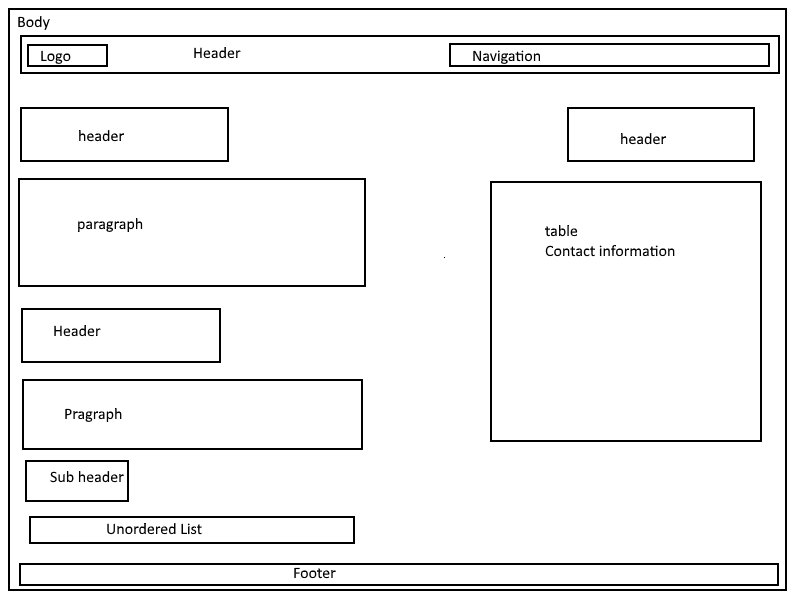 Body
Logo
Header
Navigation
header
header
paragraph
table
Contact information
Header
Pragraph
Sub header
Unordered List
Footer